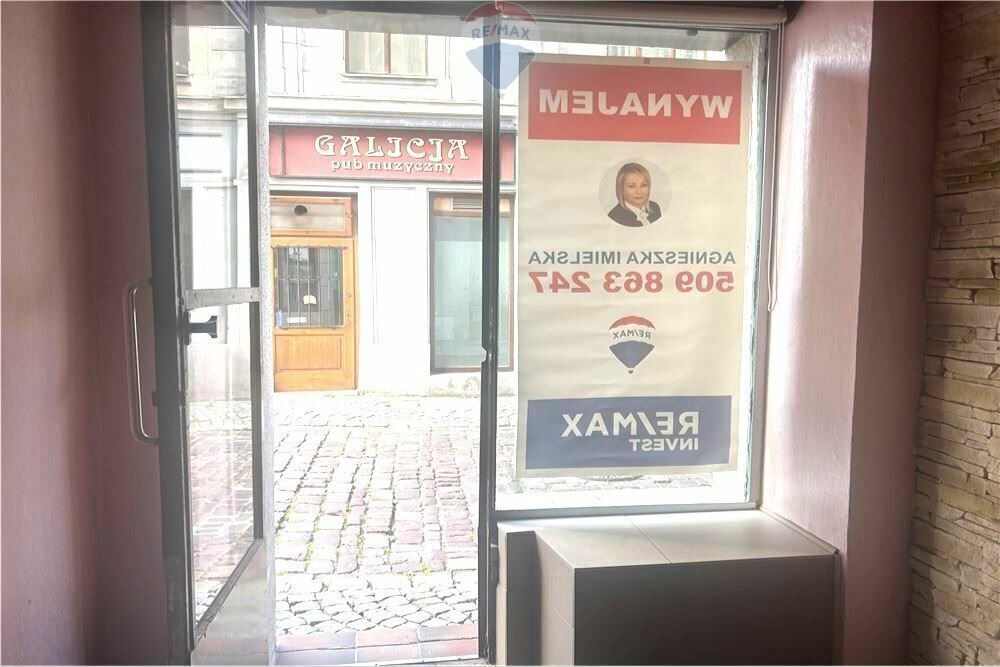 RE/MAX
GALICJA
pub muzyczny
WYNAJEM
AGNIESZKA IMIELSKA
509 863 247
RE/MAX
RE/MAX
INVEST